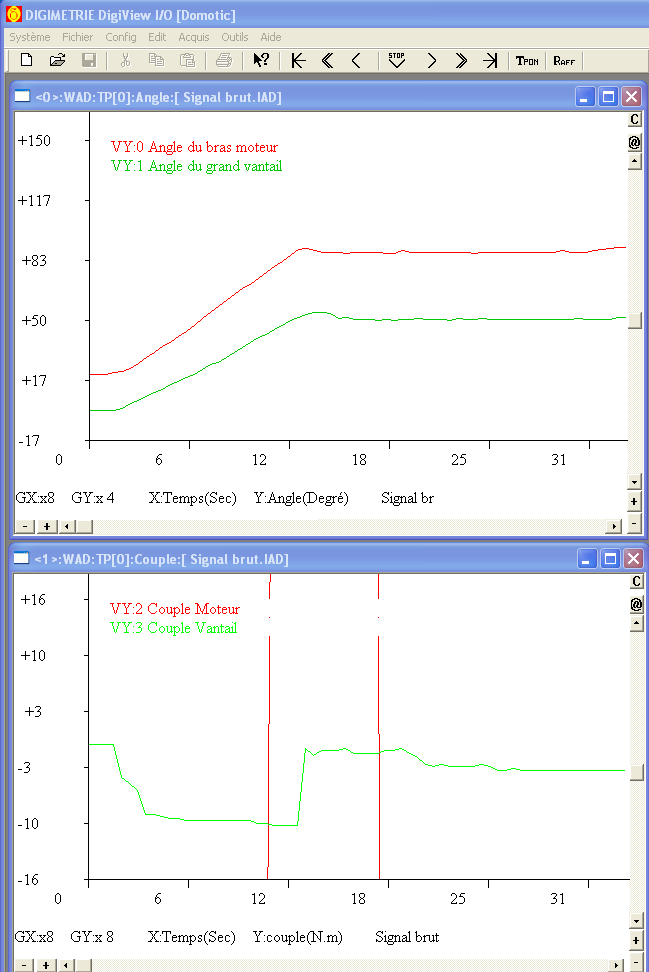 DIGIMETRIE DigiView I/O [Domotic]
Système Fichier Config Edit Acquis Outils Aide
STOP TPON RAFF
<0>:WAD:TP[0]:Angle:[ Signal brut.IAD]
C
@
+150
VY:0 Angle du bras moteur
VY:1 Angle du grand vantail
+117
+83
+50
+17
-17
0 6 12 18 25 31
GX:x8 GY:x 4 X:Temps(Sec) Y:Angle(Degré) Signal br
<1>:WAD:TP[0]:Couple:[ Signal brut.IAD]
C
@
+16
VY:2 Couple Moteur
VY:3 Couple Vantail
+10
+3
-3
-10
-16
0 6 12 18 25 31
GX:x8 GY:x 8 X:Temps(Sec) Y:couple(N.m) Signal brut